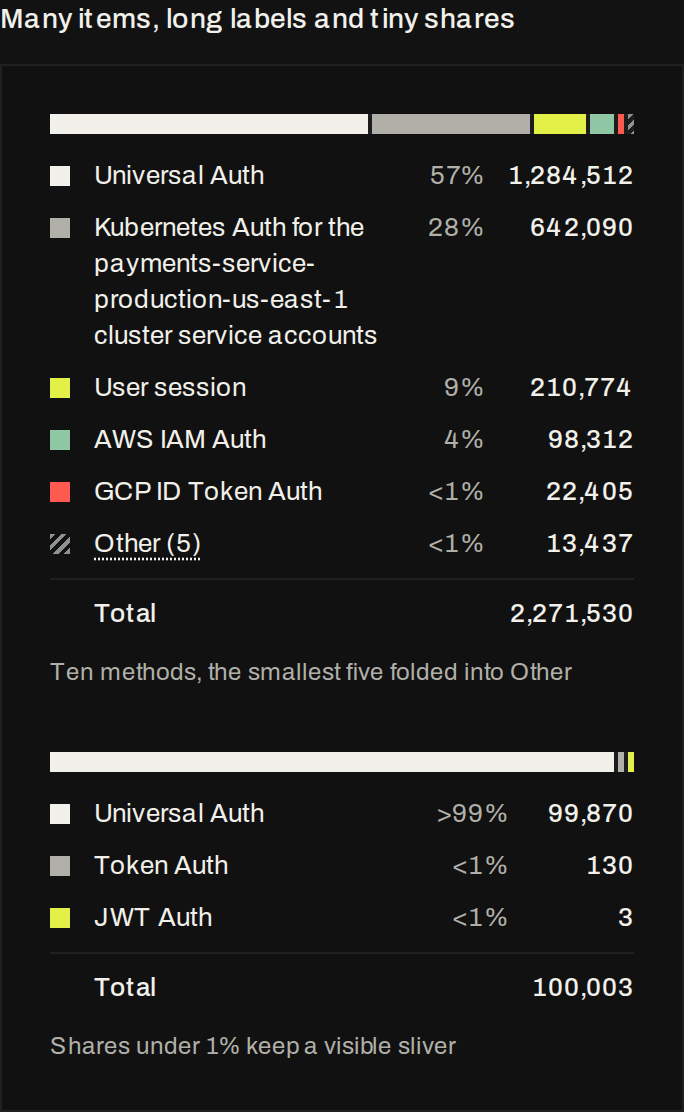 Many items, long labels and tiny shares
Universal Auth 57% 1,284,512
Kubernetes Auth for the 28% 642,090
payments-service-
production-us-east-1
cluster service accounts
User session 9% 210,774
AWS IAM Auth 4% 98,312
GCP ID Token Auth <1% 22,405
Other (5) <1% 13,437
Total 2,271,530
Ten methods, the smallest five folded into Other
Universal Auth >99% 99,870
Token Auth <1% 130
JWT Auth <1% 3
Total 100,003
Shares under 1% keep a visible sliver